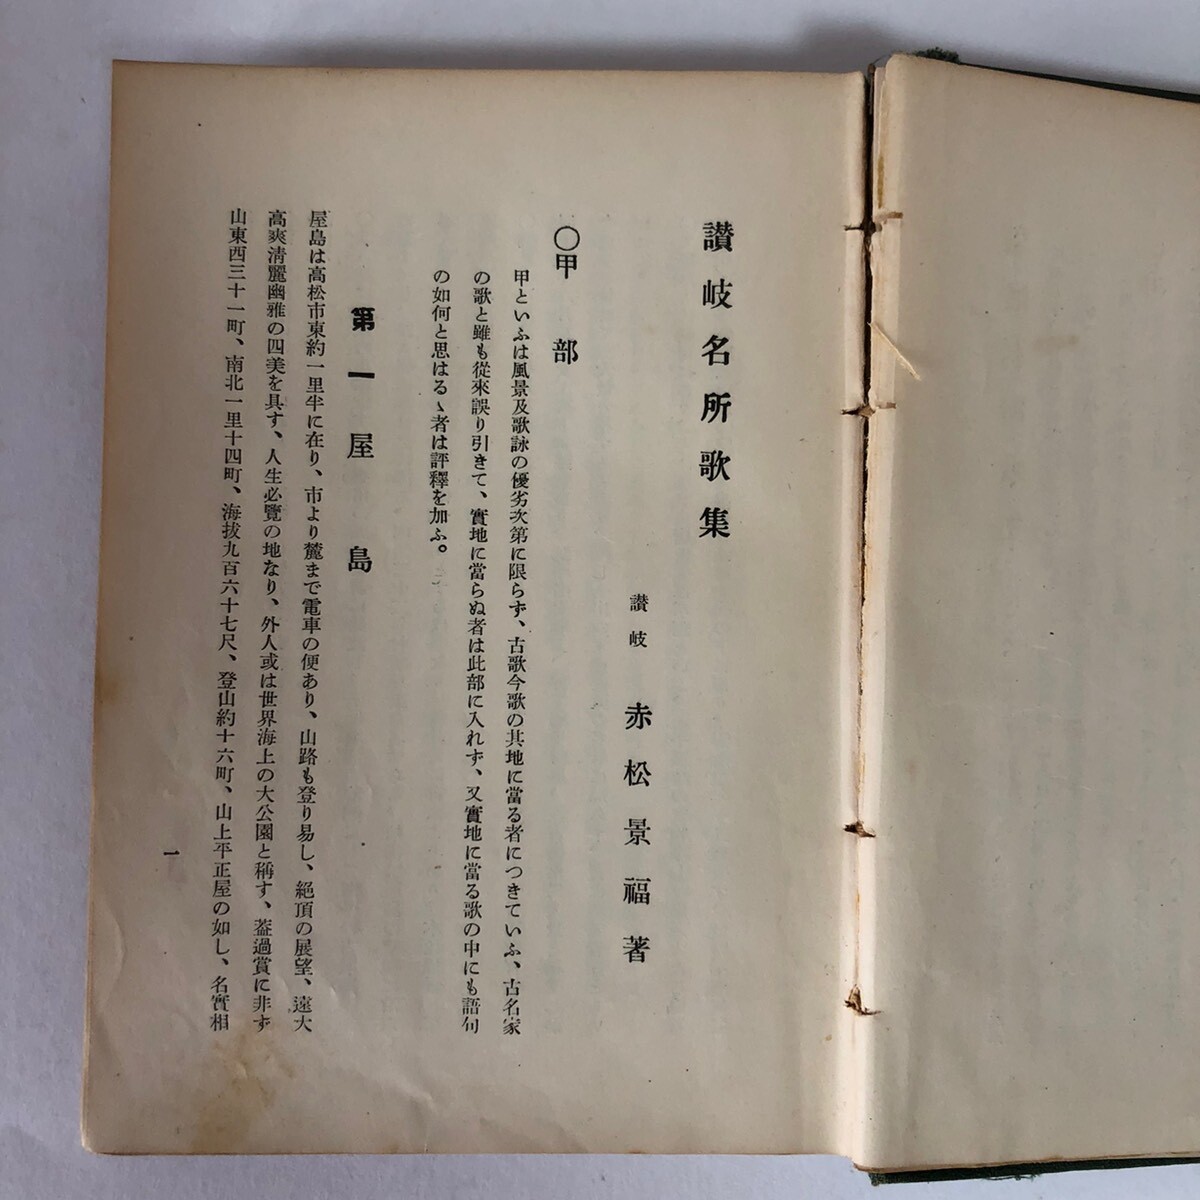 讃岐名所歌集
讃岐 赤松景福著
〇甲部
甲といふは風景及歌詠の優劣次第に限らず、古歌今歌の其地に當る者につきていふ、古名家
の歌と雖も從來誤り引きて、實地に當らぬ者は此部に入れず、又實地に當る歌の中にも語句
の如何と思はるゝ者は評釋を加ふ。
第一 屋島
屋島は高松市東約一里半に在り、市より麓まで電車の便あり、山路も登り易し、絕頂の展望、遠大
高爽淸麗幽雅の四美を具す、人生必覽の地なり、外人或は世界海上の大公園と稱す、蓋過賞に非ず
山東西三十一町、南北一里十四町、海拔九百六十七尺、登山約十六町、山上平正屋の如し、名實相
一